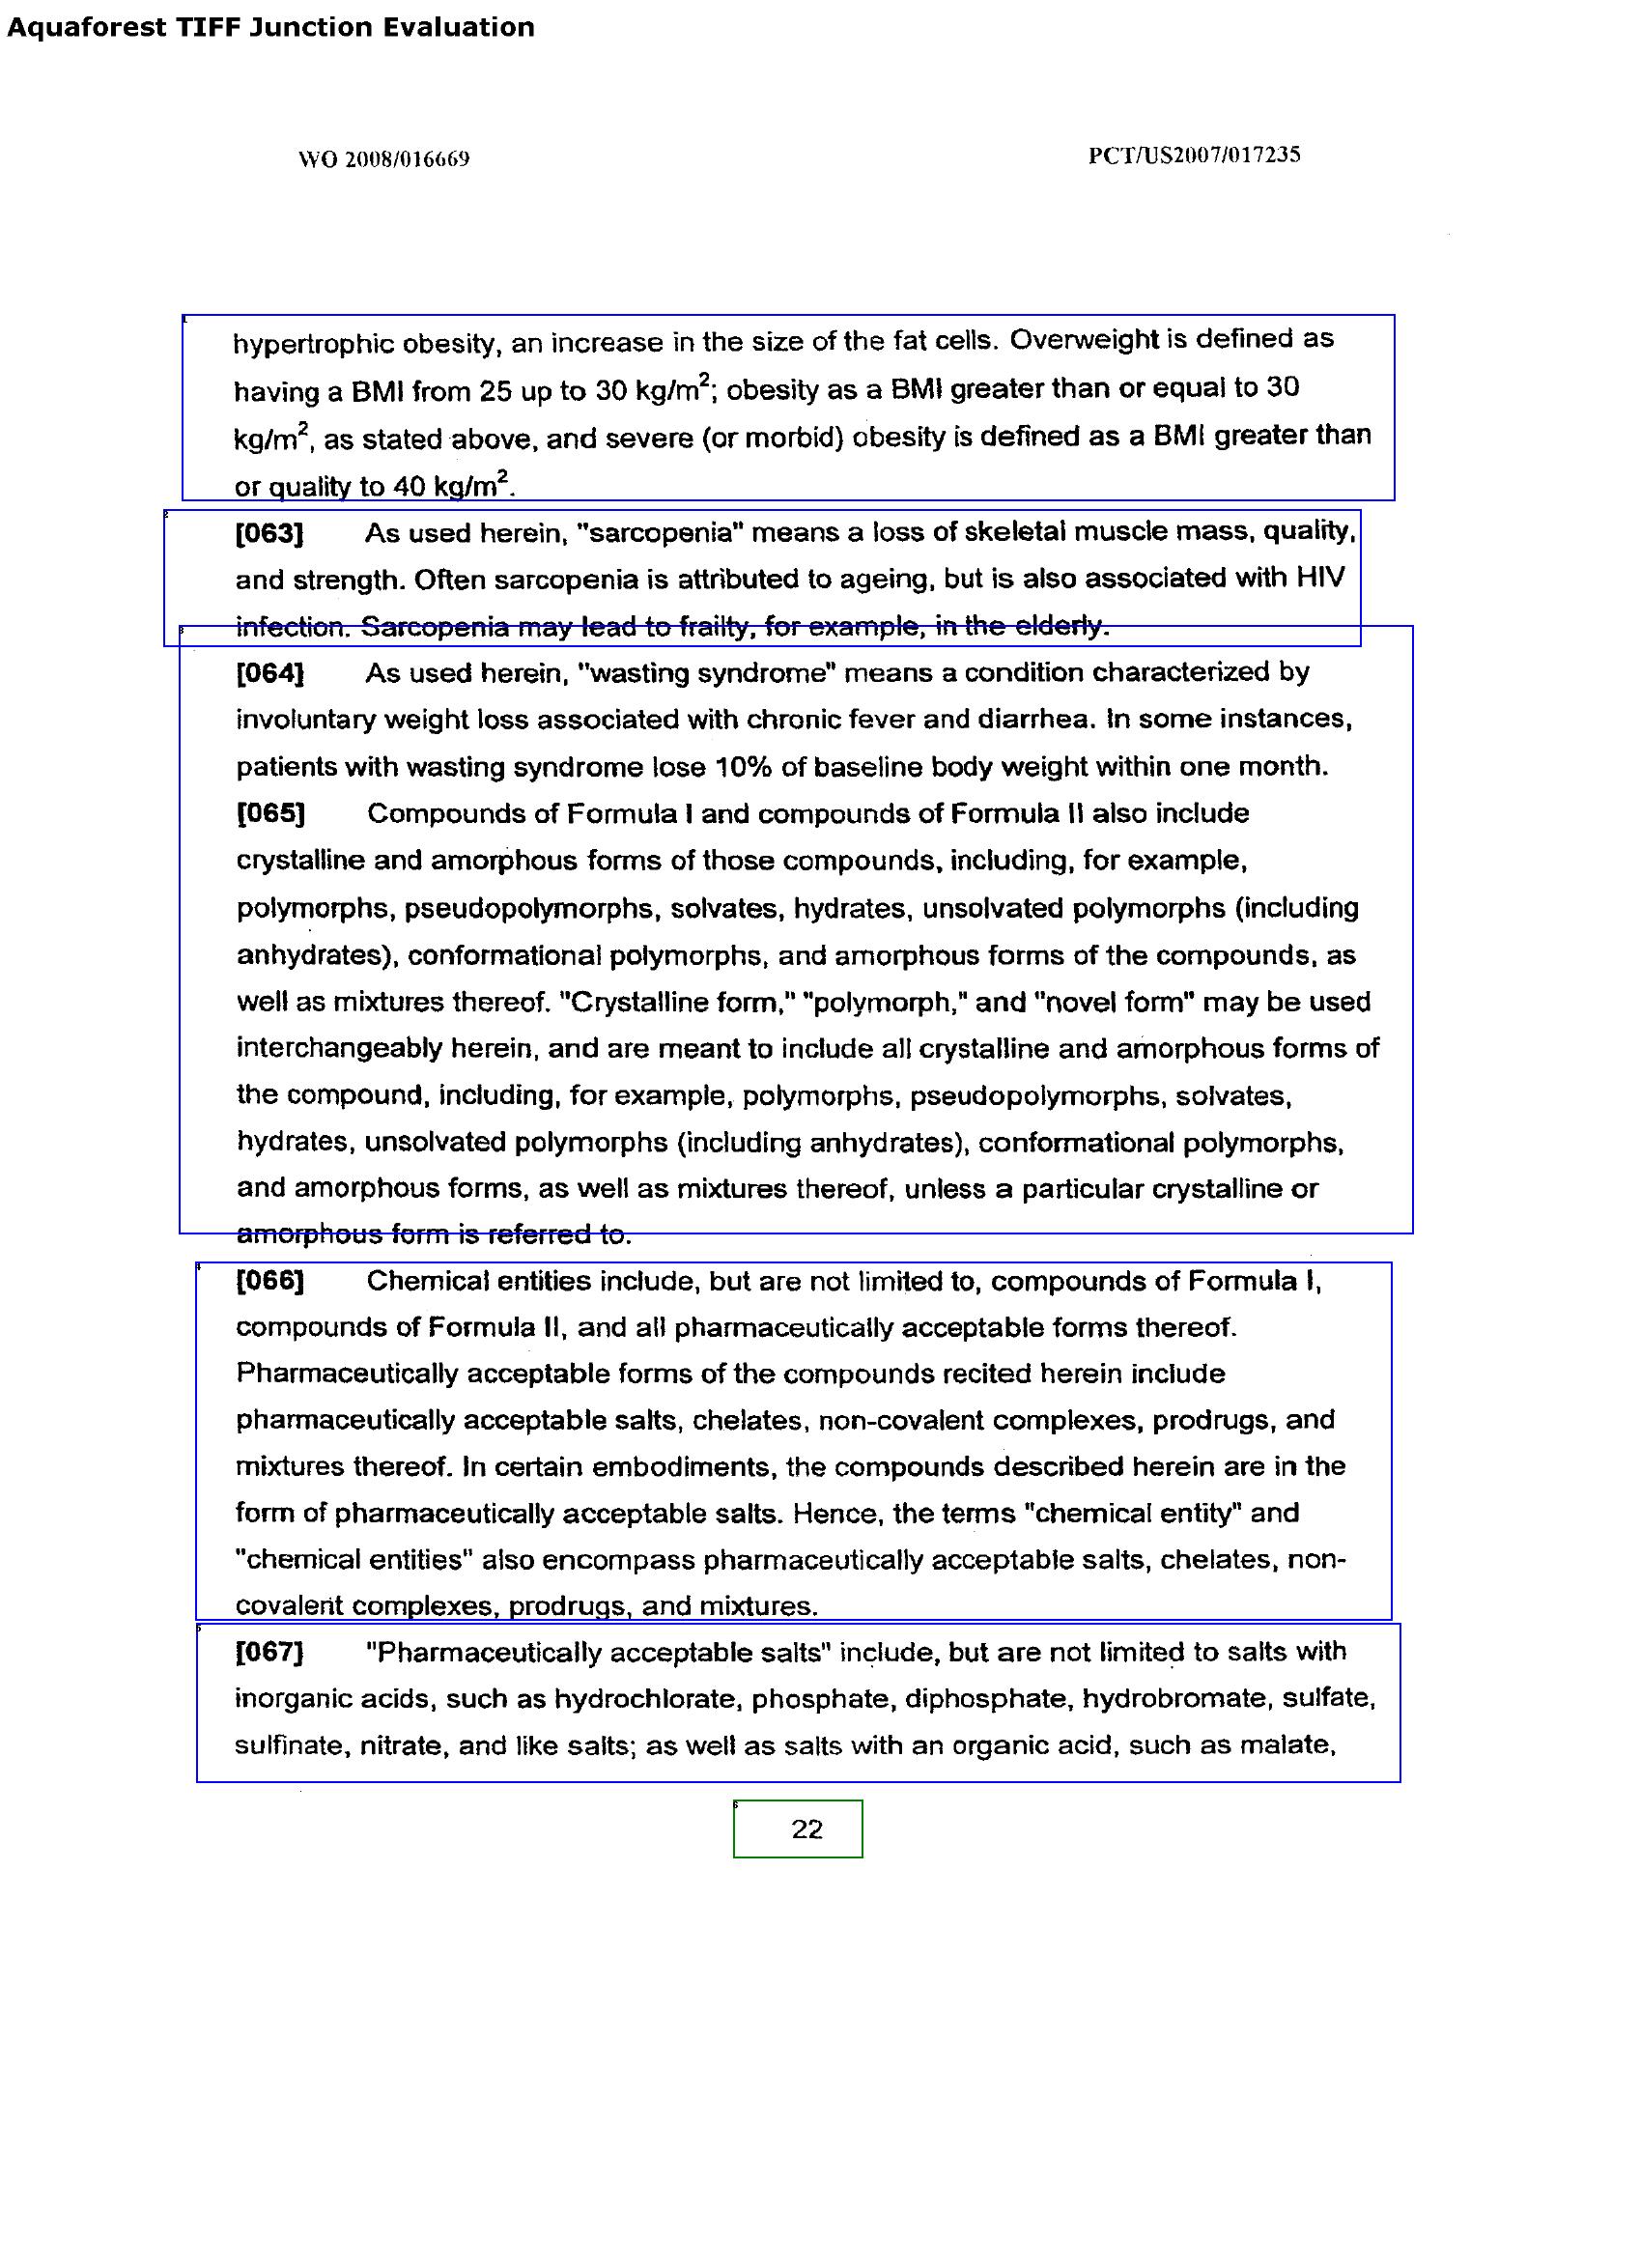 Aquaforest TIFF Junction Evaluation
WO 2008/016669 PCT/US2007/017235
hypertrophic obesity, an increase in the size of the fat cells. Overweight is defined as
having a BMI from 25 up to 30 kg/m²; obesity as a BMI greater than or equal to 30
kg/m², as stated above, and severe (or morbid) obesity is defined as a BMI greater than
or quality to 40 kg/m².
[063] As used herein, "sarcopenia" means a loss of skeletal muscle mass, quality,
and strength. Often sarcopenia is attributed to ageing, but is also associated with HIV
infection. Sarcopenia may lead to frailty, for example, in the elderly.
[064] As used herein, "wasting syndrome" means a condition characterized by
involuntary weight loss associated with chronic fever and diarrhea. In some instances,
patients with wasting syndrome lose 10% of baseline body weight within one month.
[065] Compounds of Formula I and compounds of Formula II also include
crystalline and amorphous forms of those compounds, including, for example,
polymorphs, pseudopolymorphs, solvates, hydrates, unsolvated polymorphs (including
anhydrates), conformational polymorphs, and amorphous forms of the compounds, as
well as mixtures thereof. "Crystalline form," "polymorph," and "novel form" may be used
interchangeably herein, and are meant to include all crystalline and amorphous forms of
the compound, including, for example, polymorphs, pseudopolymorphs, solvates,
hydrates, unsolvated polymorphs (including anhydrates), conformational polymorphs,
and amorphous forms, as well as mixtures thereof, unless a particular crystalline or
amorphous form is referred to.
[066] Chemical entities include, but are not limited to, compounds of Formula I,
compounds of Formula II, and all pharmaceutically acceptable forms thereof.
Pharmaceutically acceptable forms of the compounds recited herein include
pharmaceutically acceptable salts, chelates, non-covalent complexes, prodrugs, and
mixtures thereof. In certain embodiments, the compounds described herein are in the
form of pharmaceutically acceptable salts. Hence, the terms "chemical entity" and
"chemical entities" also encompass pharmaceutically acceptable salts, chelates, non-
covalent complexes, prodrugs, and mixtures.
[067] "Pharmaceutically acceptable salts" include, but are not limited to salts with
inorganic acids, such as hydrochlorate, phosphate, diphosphate, hydrobromate, sulfate,
sulfinate, nitrate, and like salts; as well as salts with an organic acid, such as malate,
22